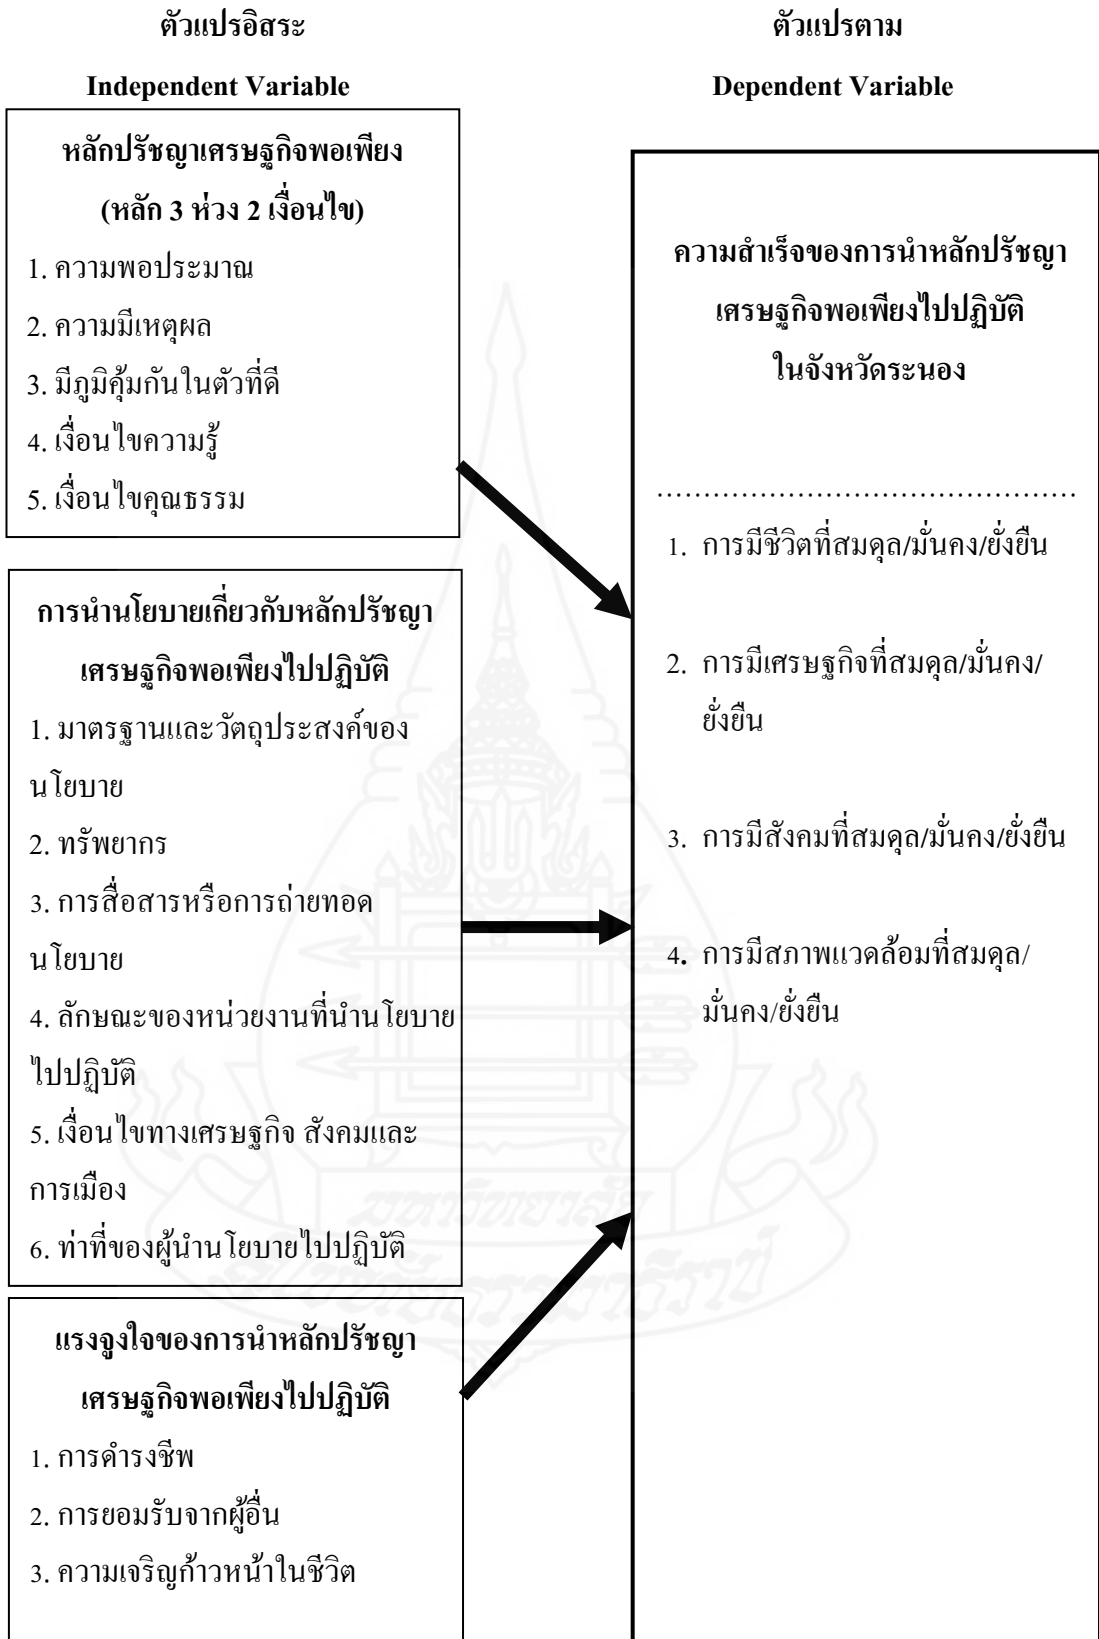 ตัวแปรอิสระ
Independent Variable
หลักปรัชญาเศรษฐกิจพอเพียง
(หลัก 3 ห่วง 2 เงื่อนไข)
1. ความพอประมาณ
2. ความมีเหตุผล
3. มีภูมิคุ้มกันในตัวที่ดี
4. เงื่อนไขความรู้
5. เงื่อนไขคุณธรรม
การนำนโยบายเกี่ยวกับหลักปรัชญา
เศรษฐกิจพอเพียงไปปฏิบัติ
1. มาตรฐานและวัตถุประสงค์ของ
นโยบาย
2. ทรัพยากร
3. การสื่อสารหรือการถ่ายทอด
นโยบาย
4. ลักษณะของหน่วยงานที่นำนโยบาย
ไปปฏิบัติ
5. เงื่อนไขทางเศรษฐกิจ สังคมและ
การเมือง
6. ท่าที่ของผู้นำนโยบายไปปฏิบัติ
แรงจูงใจของการนำหลักปรัชญา
เศรษฐกิจพอเพียงไปปฏิบัติ
1. การดำรงชีพ
2. การยอมรับจากผู้อื่น
3. ความเจริญก้าวหน้าในชีวิต
ตัวแปรตาม
Dependent Variable
ความสำเร็จของการนำหลักปรัชญา
เศรษฐกิจพอเพียงไปปฏิบัติ
ในจังหวัดระนอง
.............................................
1. การมีชีวิตที่สมดุล/มั่นคง/ยั่งยืน
2. การมีเศรษฐกิจที่สมดุล/มั่นคง/
ยั่งยืน
3. การมีสังคมที่สมดุล/มั่นคง/ยั่งยืน
4. การมีสภาพแวดล้อมที่สมดุล/
มั่นคง/ยั่งยืน
มหาวิทยาลัย
สุโขทัยธรรมาธิราช